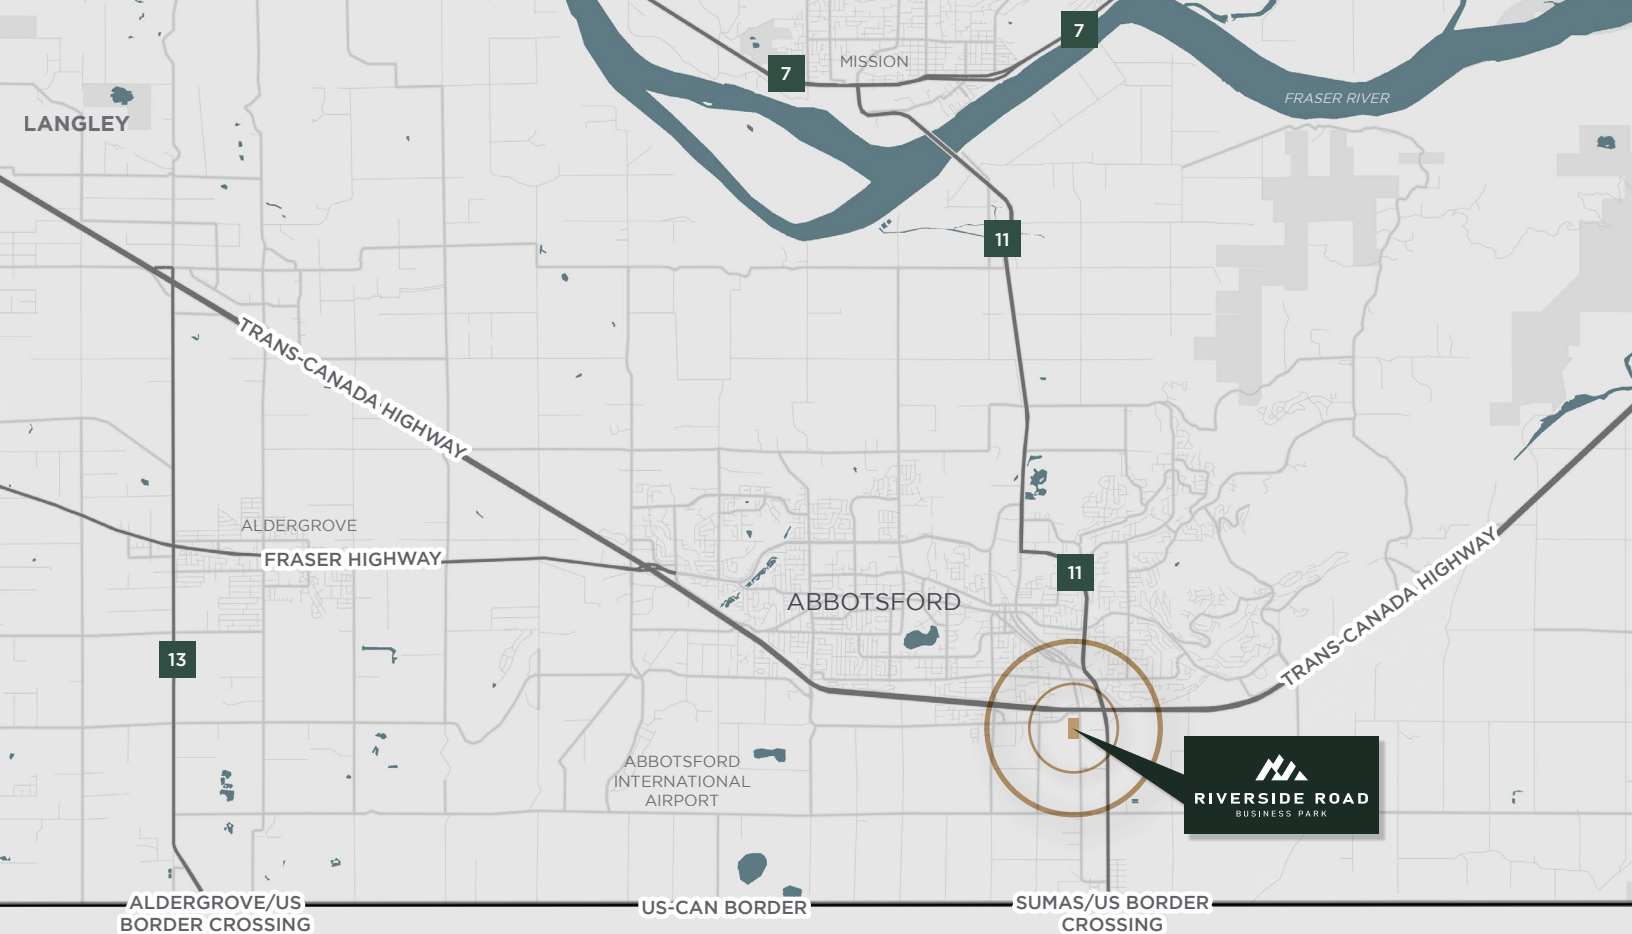 7
MISSION
7
FRASER RIVER
LANGLEY
11
TRANS-CANADA HIGHWAY
ALDERGROVE
FRASER HIGHWAY
11
ABBOTSFORD
TRANS-CANADA HIGHWAY
13
ABBOTSFORD
INTERNATIONAL
AIRPORT
RIVERSIDE ROAD
BUSINESS PARK
ALDERGROVE/US
BORDER CROSSING
US-CAN BORDER
SUMAS/US BORDER
CROSSING